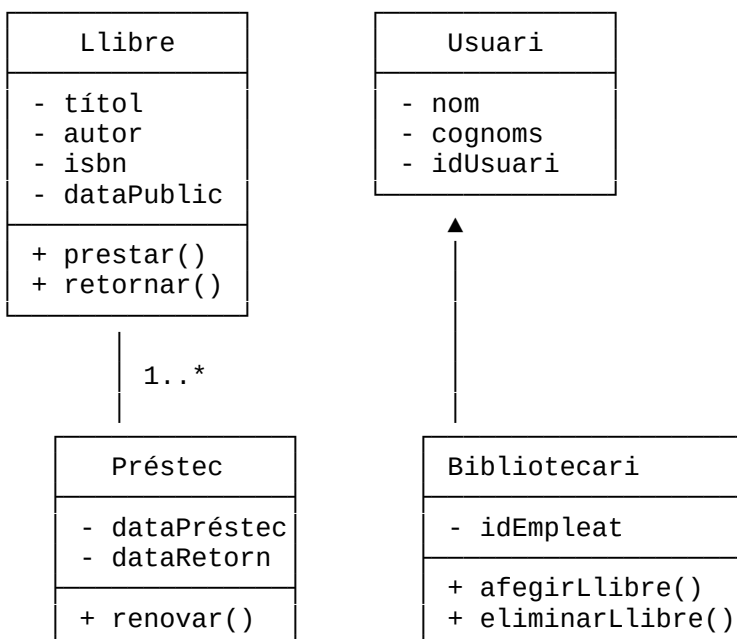 Llibre
- títol
- autor
- isbn
- dataPublic
+ prestar()
+ retornar()
1..*
Usuari
- nom
- cognoms
- idUsuari
Préstec
- dataPréstec
- dataRetorn
+ renovar()
Bibliotecari
- idEmpleat
+ afegirLlibre()
+ eliminarLlibre()